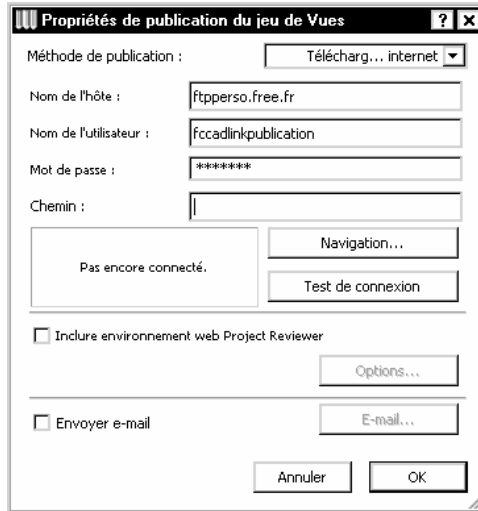 Propriétés de publication du jeu de Vues
Méthode de publication : Télécharg... internet
Nom de l'hôte : ftpperso.free.fr
Nom de l'utilisateur : fccadlinkpublication
Mot de passe : *******
Chemin :
Pas encore connecté.
Navigation...
Test de connexion
Inclure environnement web Project Reviewer
Options...
Envoyer e-mail
E-mail...
Annuler
OK